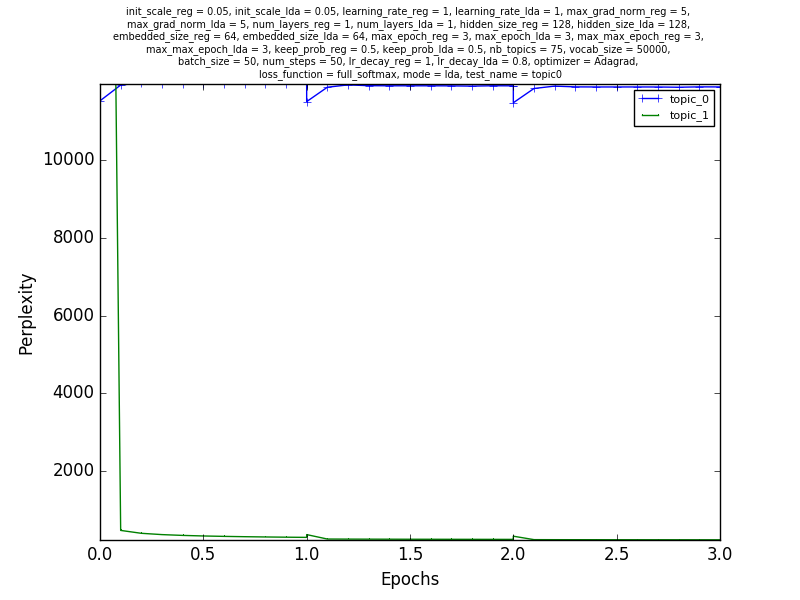 init_scale_reg = 0.05, init_scale_lda = 0.05, learning_rate_reg = 1, learning_rate_lda = 1, max_grad_norm_reg = 5,
max_grad_norm_lda = 5, num_layers_reg = 1, num_layers_lda = 1, hidden_size_reg = 128, hidden_size_lda = 128,
embedded_size_reg = 64, embedded_size_lda = 64, max_epoch_reg = 3, max_epoch_lda = 3, max_max_epoch_reg = 3,
max_max_epoch_lda = 3, keep_prob_reg = 0.5, keep_prob_lda = 0.5, nb_topics = 75, vocab_size = 50000,
batch_size = 50, num_steps = 50, lr_decay_reg = 1, lr_decay_lda = 0.8, optimizer = Adagrad,
loss_function = full_softmax, mode = lda, test_name = topic0
topic_0
topic_1
10000
8000
6000
4000
2000
Perplexity
0.0 0.5 1.0 1.5 2.0 2.5 3.0
Epochs